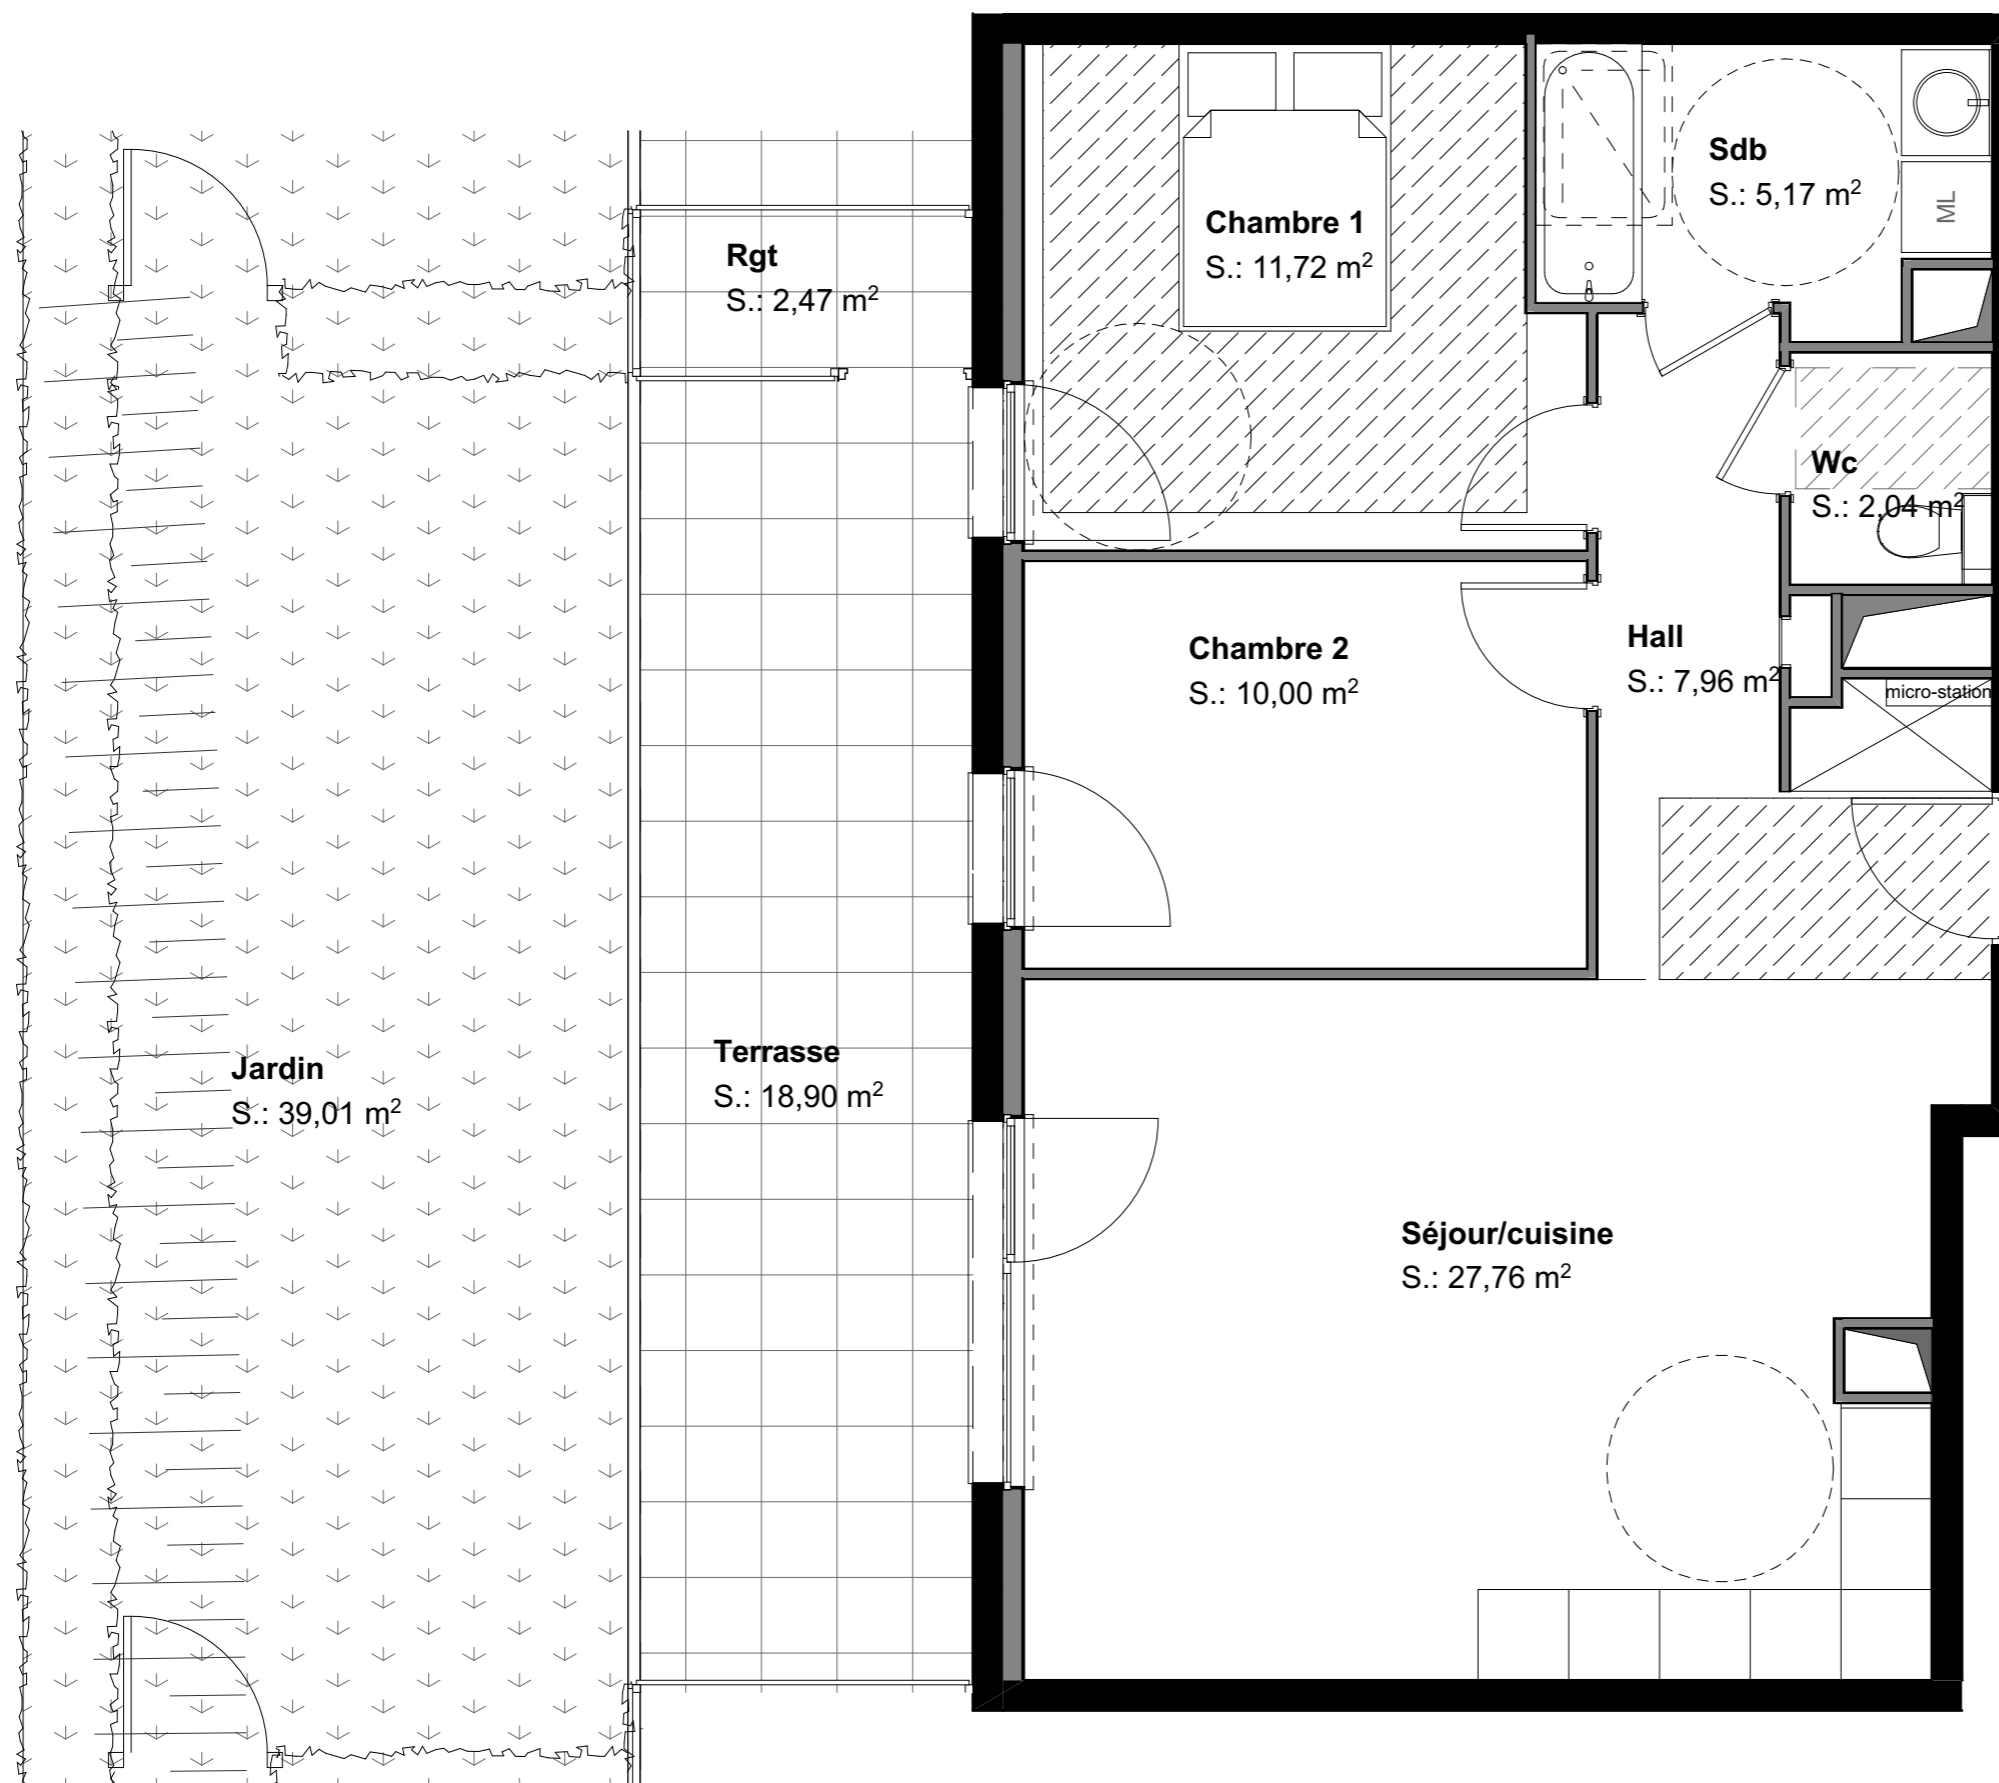 Sdb
S.: 5,17 m²
ML
Chambre 1
S.: 11,72 m²
Rgt
S.: 2,47 m²
Wc
S.: 2,04 m²
Chambre 2
S.: 10,00 m²
Hall
S.: 7,96 m²
micro-station
Jardin
S.: 39,01 m²
Terrasse
S.: 18,90 m²
Séjour/cuisine
S.: 27,76 m²